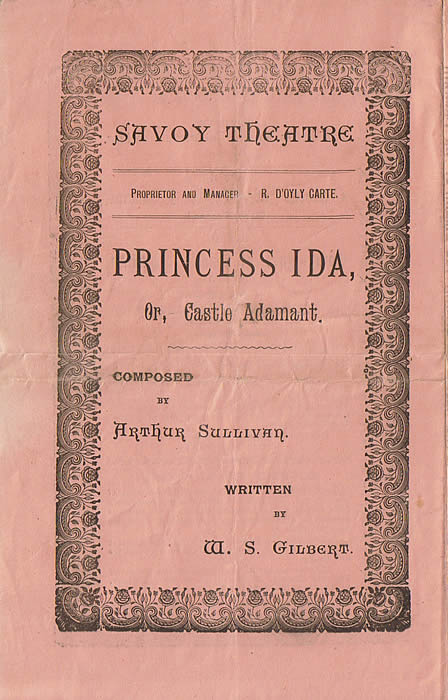 SAVOY THEATRE
PROPRIETOR AND MANAGER - R. D'OYLY CARTE.
PRINCESS IDA,
Or, Castle Adamant.
COMPOSED
BY
ARTHUR SULLIVAN.
WRITTEN
BY
W. S. GILBERT.